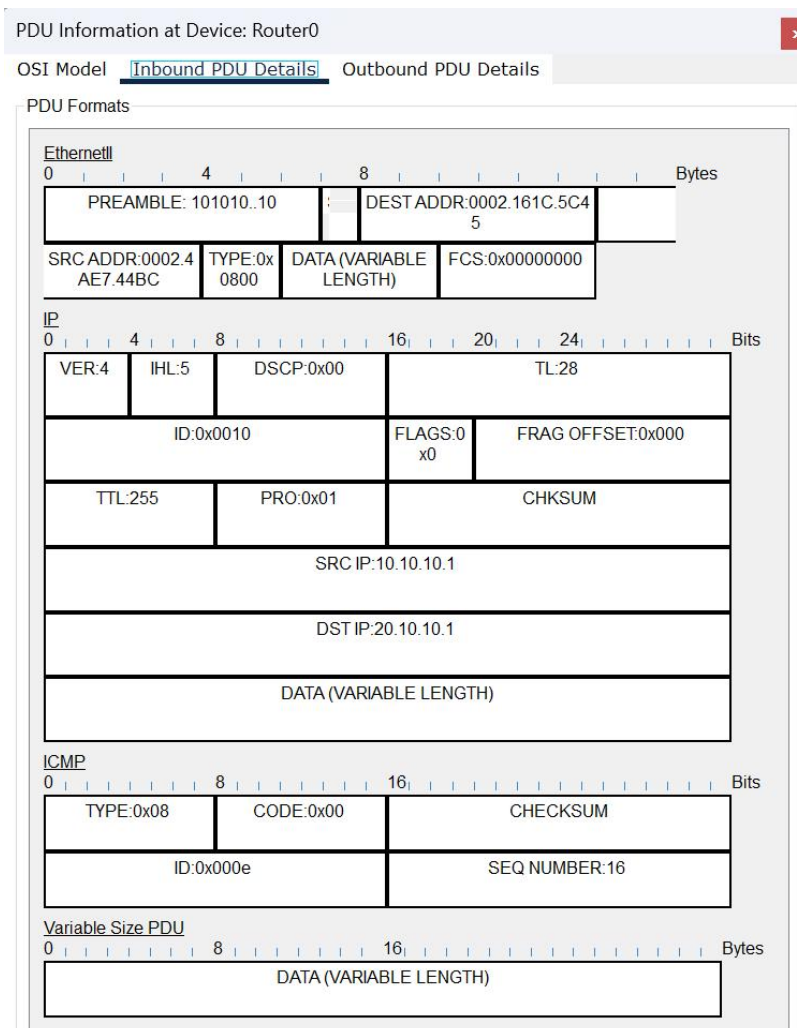 PDU Information at Device: Router0
OSI Model Inbound PDU Details Outbound PDU Details
PDU Formats
EthernetII
0 4 8 Bytes
PREAMBLE: 101010..10 DEST ADDR:0002.161C.5C4
5
SRC ADDR:0002.4 TYPE:0x DATA (VARIABLE FCS:0x00000000
AE7.44BC 0800 LENGTH)
IP
0 4 8 16 20 24 Bits
VER:4 IHL:5 DSCP:0x00 TL:28
ID:0x0010 FLAGS:0 FRAG OFFSET:0x000
x0
TTL:255 PRO:0x01 CHKSUM
SRC IP:10.10.10.1
DST IP:20.10.10.1
DATA (VARIABLE LENGTH)
ICMP
0 8 16 Bits
TYPE:0x08 CODE:0x00 CHECKSUM
ID:0x000e SEQ NUMBER:16
Variable Size PDU
0 8 16 Bytes
DATA (VARIABLE LENGTH)